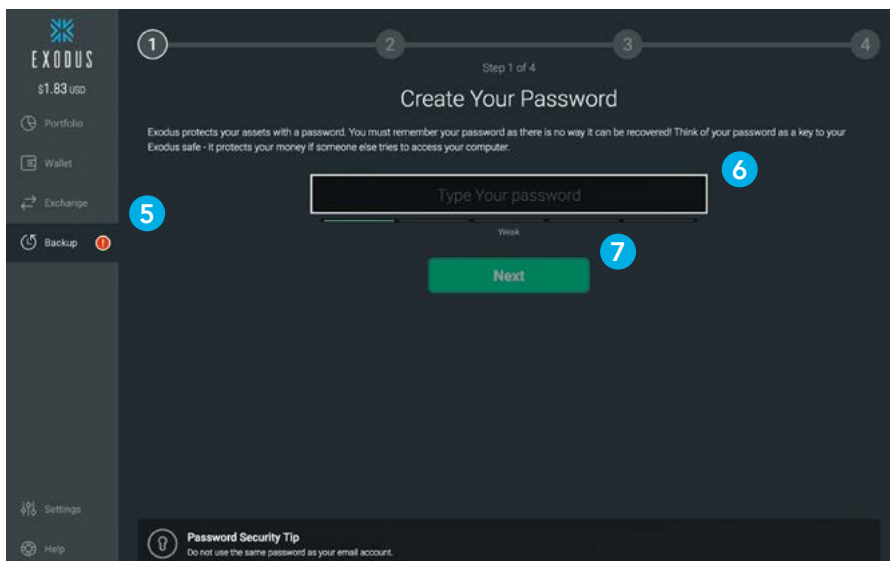 EXODUS
$1.83 USD
Portfolio
Wallet
Exchange
Backup
Settings
Help
1
2
3
4
Step 1 of 4
Create Your Password
Exodus protects your assets with a password. You must remember your password as there is no way it can be recovered! Think of your password as a key to your
Exodus safe - it protects your money if someone else tries to access your computer.
6
Type Your password
5
Weak
7
Next
Password Security Tip
Do not use the same password as your email account.